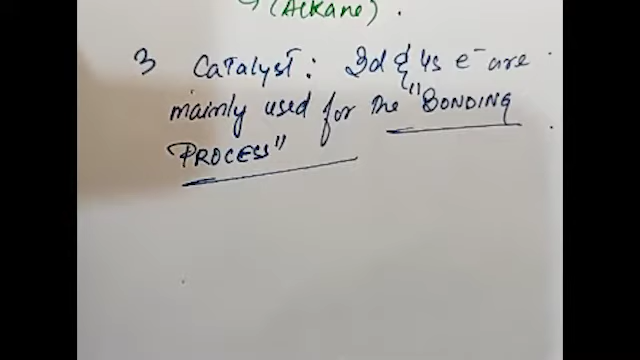 (Alkane).
3 Catalyst: 3d & 4s e⁻ are
mainly used for the "BONDING
PROCESS"